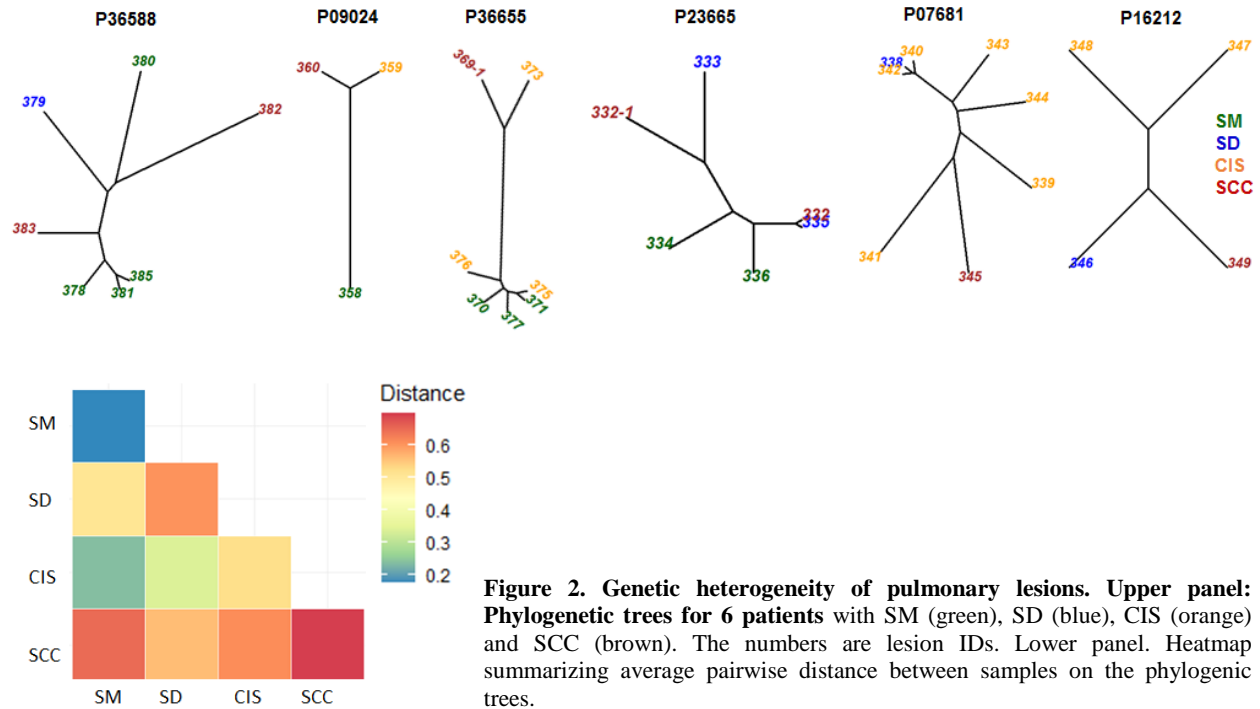 P36588 P09024 P36655 P23665 P07681 P16212
380
379
382
383
385
378
381
360 359
358
369-1 373
376
375
370 371
377
333
332-1
332
335
334
336
340 343
338
342
344
339
341
345
348 347
346 349
SM
SD
CIS
SCC
Distance
0.6
0.5
0.4
0.3
0.2
SM
SD
CIS
SCC
SM SD CIS SCC
Figure 2. Genetic heterogeneity of pulmonary lesions. Upper panel:
Phylogenetic trees for 6 patients with SM (green), SD (blue), CIS (orange)
and SCC (brown). The numbers are lesion IDs. Lower panel. Heatmap
summarizing average pairwise distance between samples on the phylogenic
trees.